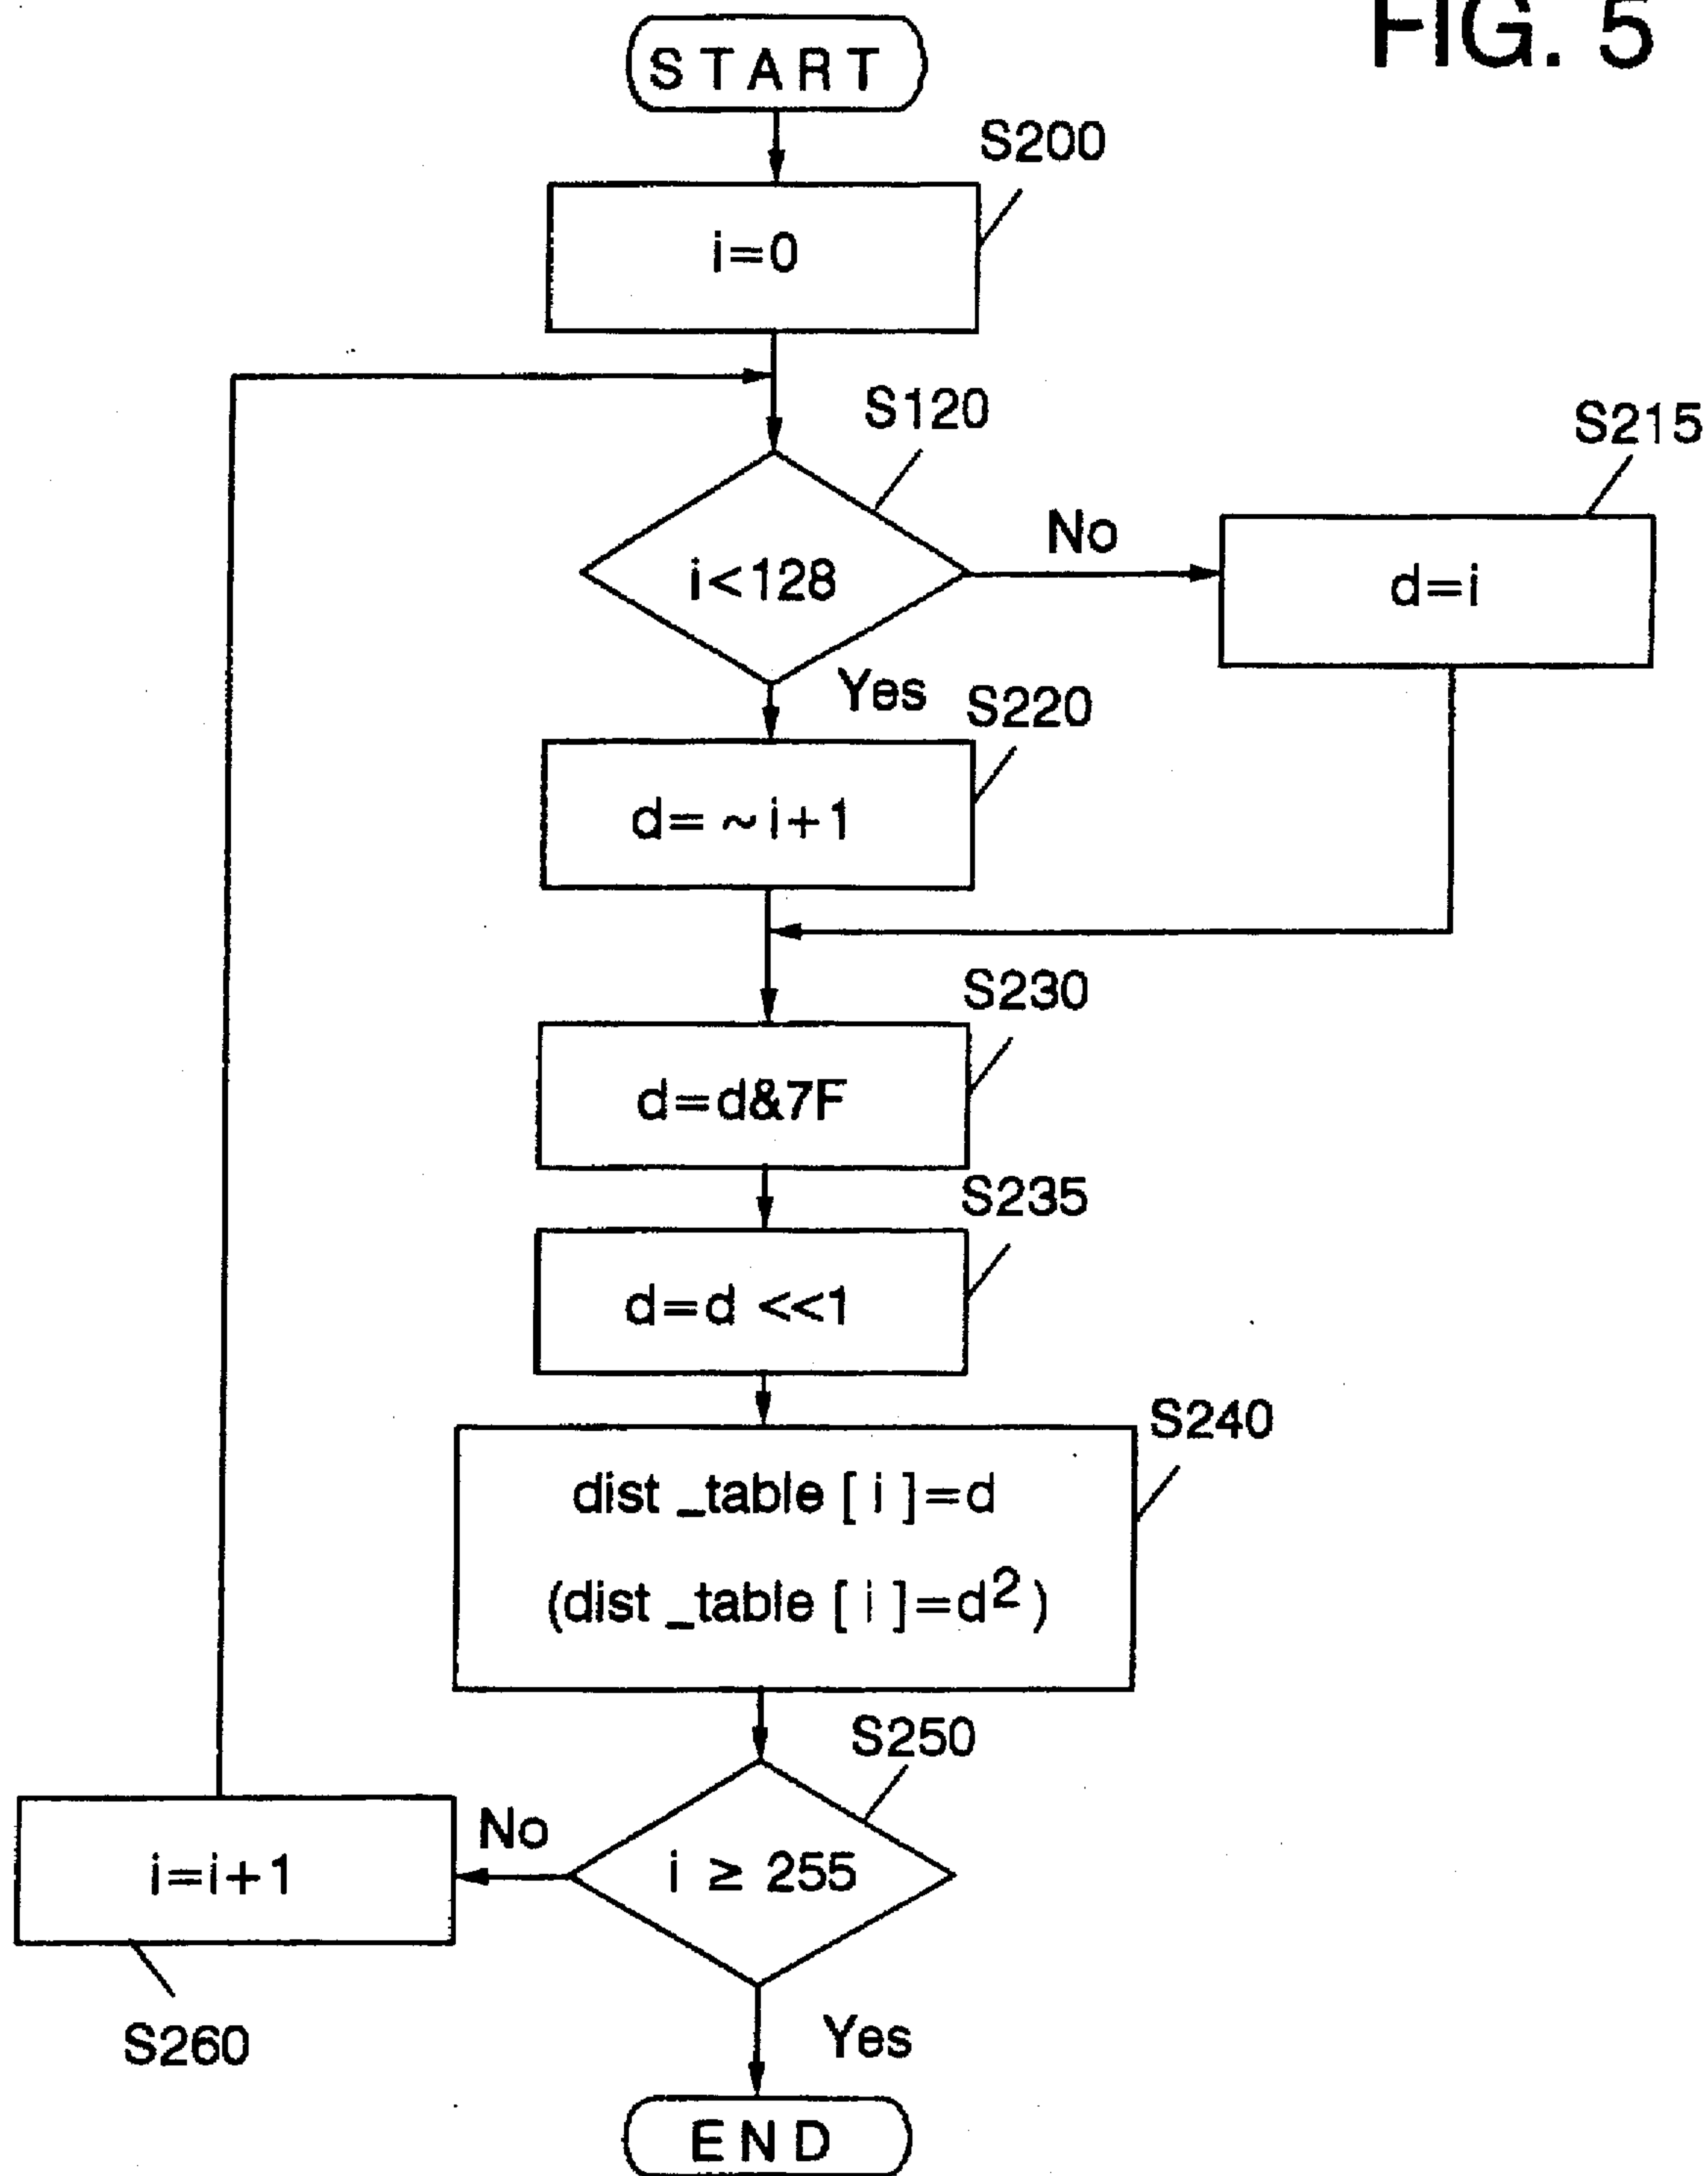 FIG. 5
START
S200
i=0
S120
i<128
No
S215
d=i
Yes
S220
d= ~i+1
S230
d=d&7F
S235
d=d <<1
S240
dist _table [ i ]=d
(dist _table [ i ]=d²)
S250
i ≥ 255
No
i=i+1
S260
Yes
END